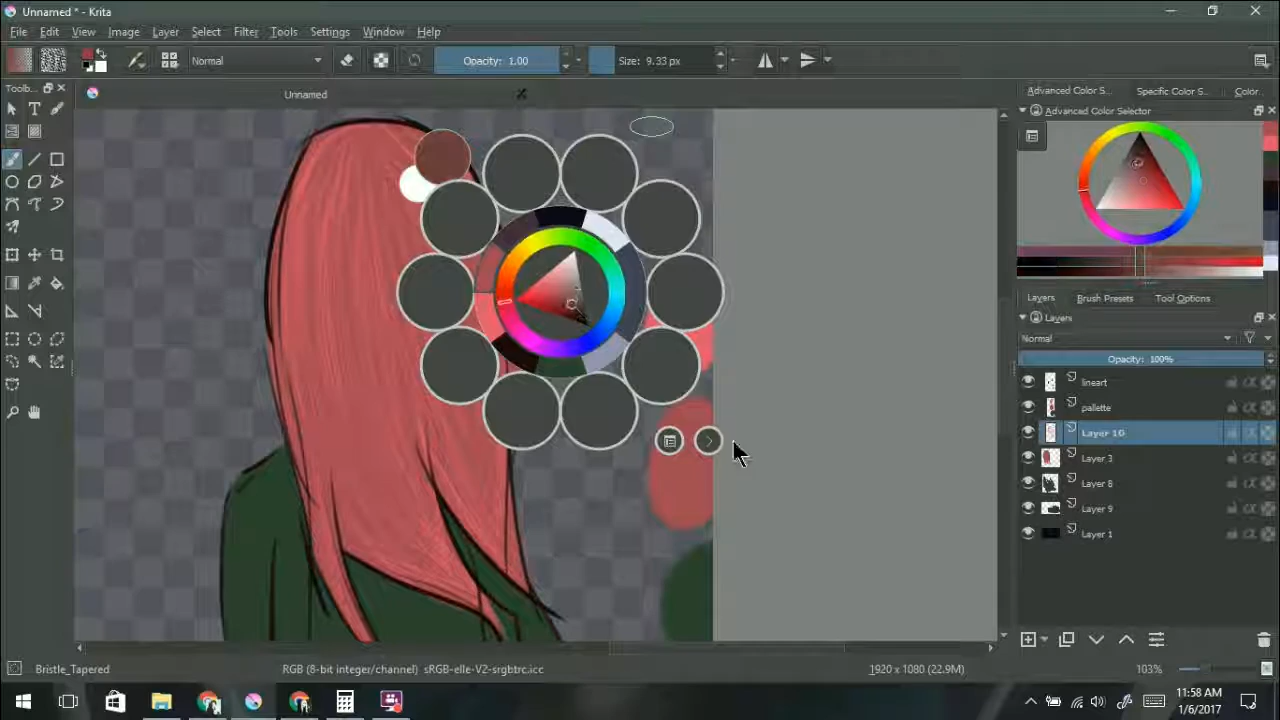 Unnamed * - Krita
File Edit View Image Layer Select Filter Tools Settings Window Help
Normal
Opacity: 1.00
Size: 9.33 px
Toolb...
Unnamed
Advanced Color S...
Specific Color S...
Color...
Advanced Color Selector
Layers
Brush Presets
Tool Options
Layers
Normal
Opacity: 100%
lineart
pallette
Layer 10
Layer 3
Layer 8
Layer 9
Layer 1
Bristle_Tapered
RGB (8-bit integer/channel) sRGB-elle-V2-srgbtrc.icc
1920 x 1080 (22.9M)
103%
11:58 AM
1/6/2017